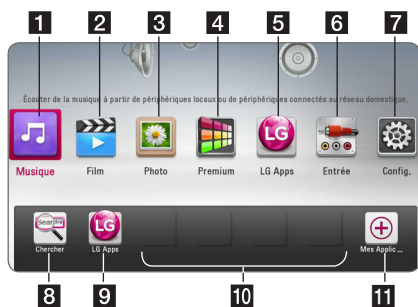 1 2 3 4 5 6 7
Écouter de la musique à partir de périphériques locaux ou de périphériques connectés au réseau domestique.
LG
Musique Film Photo Premium LG Apps Entrée Config.
Search LG
Chercher LG Apps Mes Applic ...
8 9 10 11